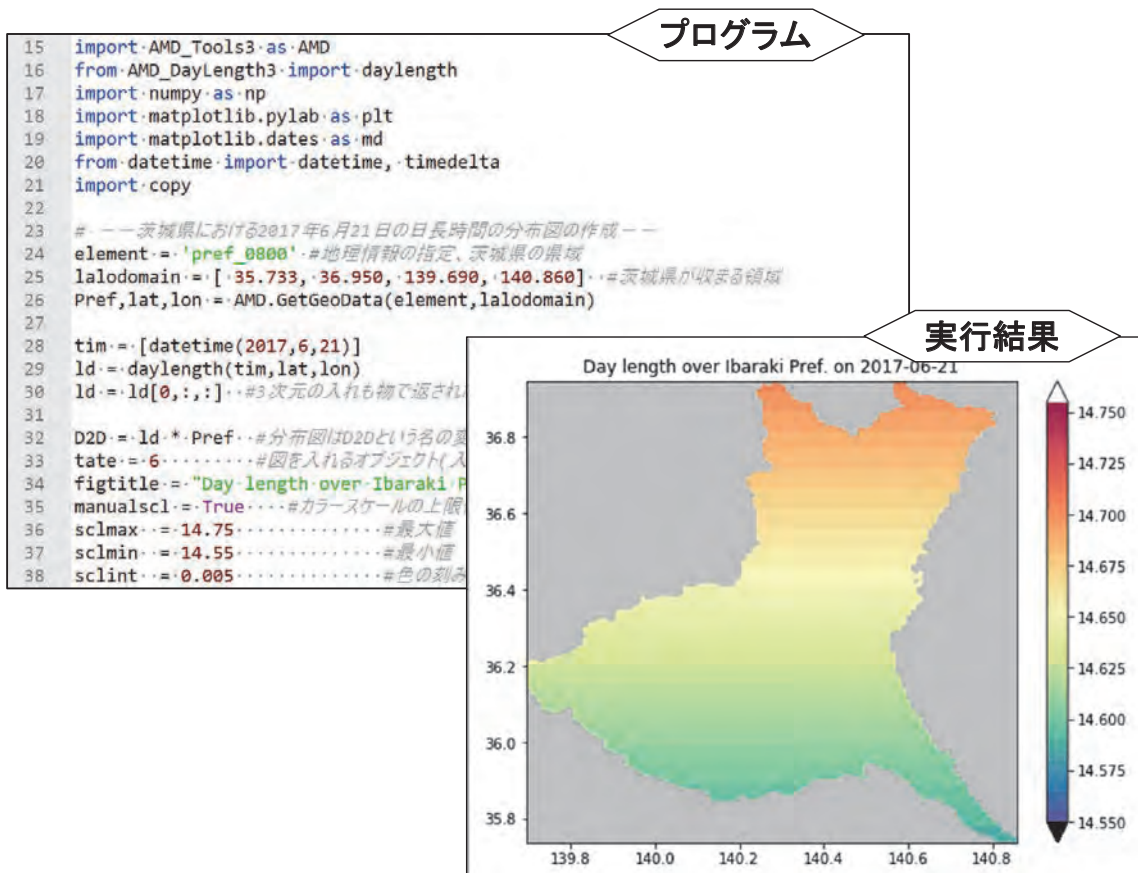 プログラム
15 import AMD_Tools3 as AMD
16 from AMD_DayLength3 import daylength
17 import numpy as np
18 import matplotlib.pylab as plt
19 import matplotlib.dates as md
20 from datetime import datetime, timedelta
21 import copy
22
23 # −−茨城県における2017年6月21日の日長時間の分布図の作成−−
24 element = 'pref_0800' #地理情報の指定、茨城県の県域
25 lalodomain = [ 35.733, 36.950, 139.690, 140.860] #茨城県が収まる領域
26 Pref,lat,lon = AMD.GetGeoData(element,lalodomain)
27
28 tim = [datetime(2017,6,21)]
29 ld = daylength(tim,lat,lon)
30 ld = ld[0,:,:] #3次元の入れも物で返され
31
32 D2D = ld * Pref #分布図はD2Dという名の変
33 tate = 6 #図を入れるオブジェクト(入
34 figtitle = "Day length over Ibaraki P
35 manualscl = True #カラースケールの上限
36 sclmax = 14.75 #最大値
37 sclmin = 14.55 #最小値
38 sclint = 0.005 #色の刻み
実行結果
Day length over Ibaraki Pref. on 2017-06-21
36.8
36.6
36.4
36.2
36.0
35.8
139.8 140.0 140.2 140.4 140.6 140.8
14.750
14.725
14.700
14.675
14.650
14.625
14.600
14.575
14.550